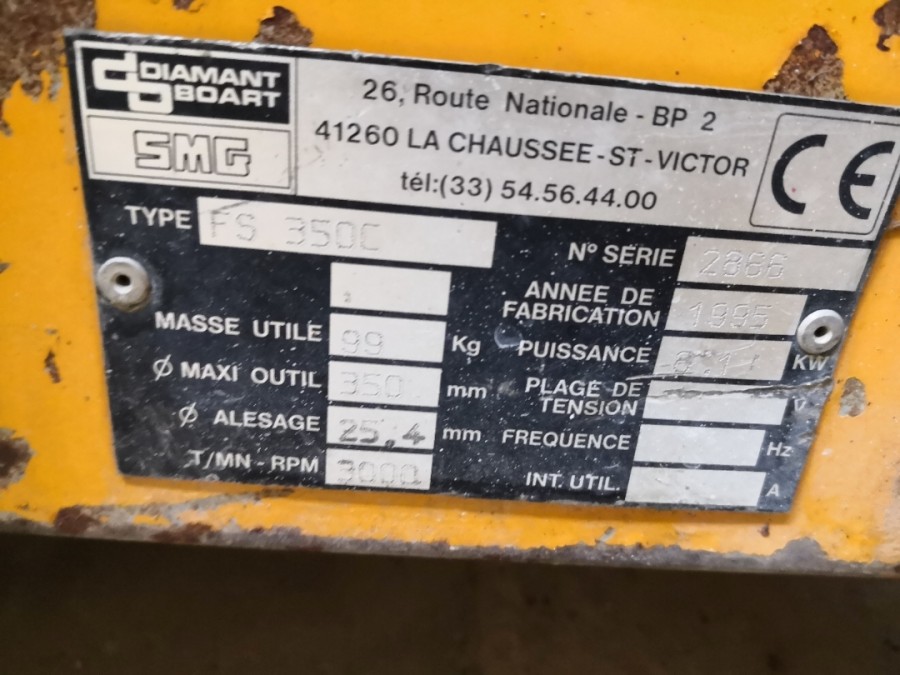 DIAMANT
BOART
SMG
26, Route Nationale - BP 2
41260 LA CHAUSSEE-ST-VICTOR
tél:(33) 54.56.44.00
CE
TYPE FS 350C
MASSE UTILE 99 Kg
Ø MAXI OUTIL 350 mm
Ø ALESAGE 25,4 mm
T/MN - RPM 3000
N° SERIE 2866
ANNEE DE
FABRICATION 1995
PUISSANCE KW
PLAGE DE
TENSION V
FREQUENCE Hz
INT. UTIL. A